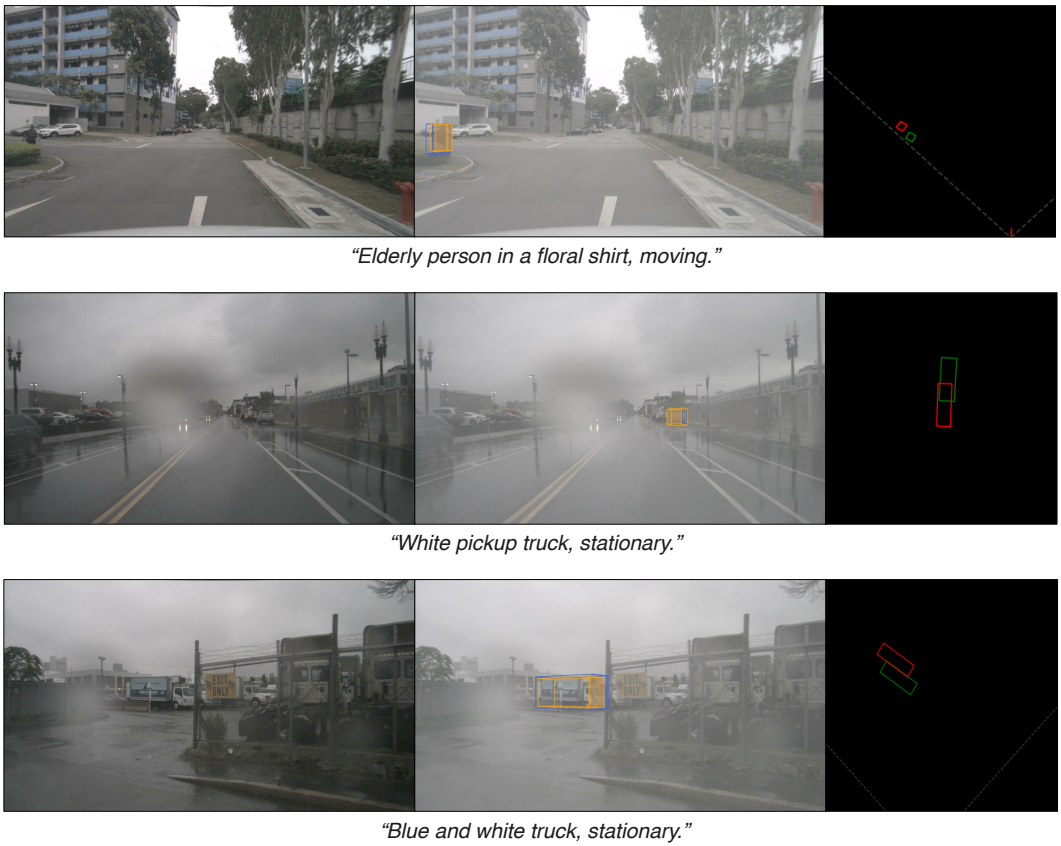 “Elderly person in a floral shirt, moving.”
“White pickup truck, stationary.”
EXIT
ONLY
EXIT
ONLY
“Blue and white truck, stationary.”